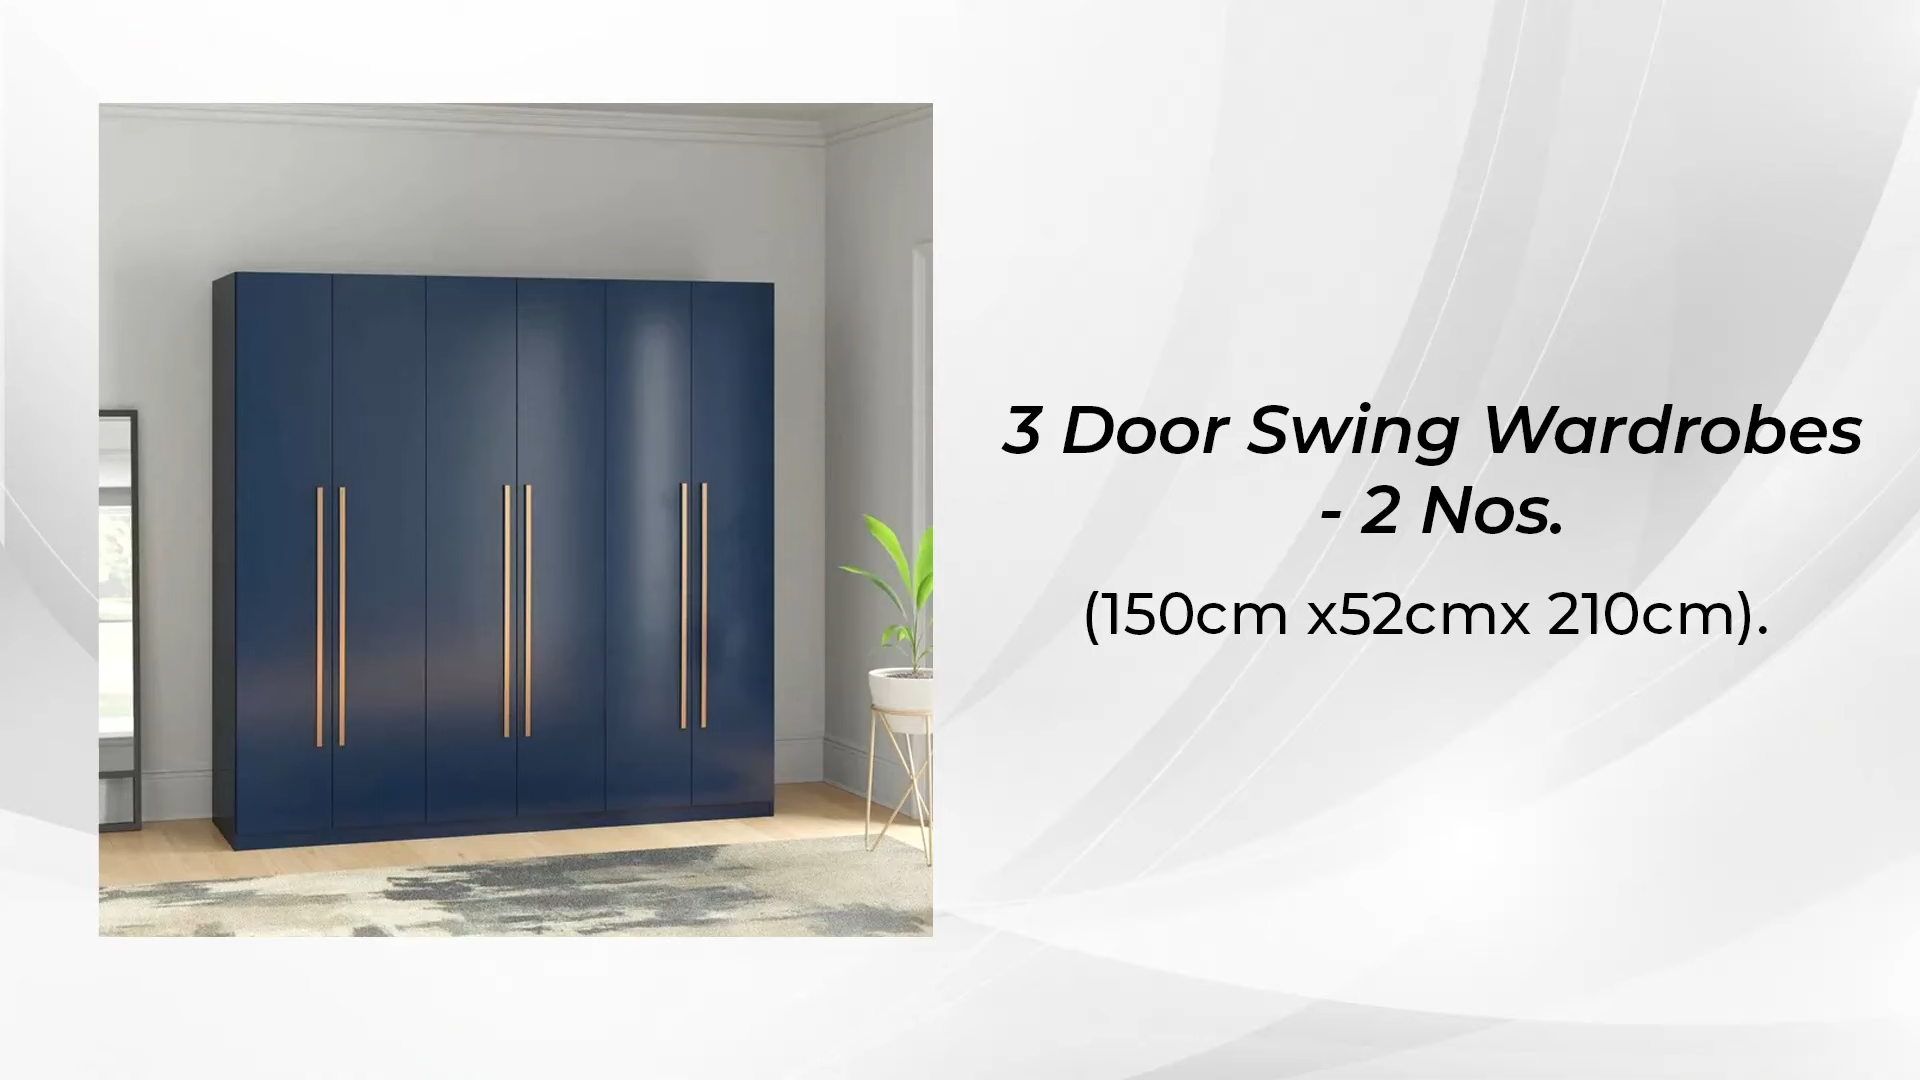 3 Door Swing Wardrobes
- 2 Nos.
(150cm x52cmx 210cm).